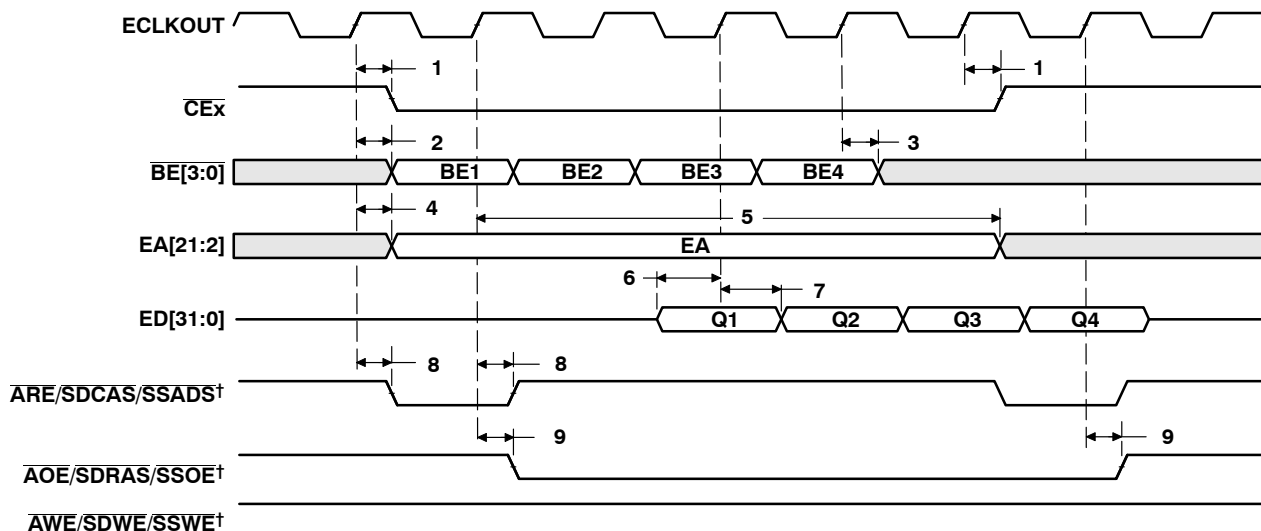 ECLKOUT
1
1
CEx
2
3
BE[3:0]
BE1
BE2
BE3
BE4
4
5
EA[21:2]
EA
6
7
ED[31:0]
Q1
Q2
Q3
Q4
8
8
ARE/SDCAS/SSADS†
9
9
AOE/SDRAS/SSOE†
AWE/SDWE/SSWE†